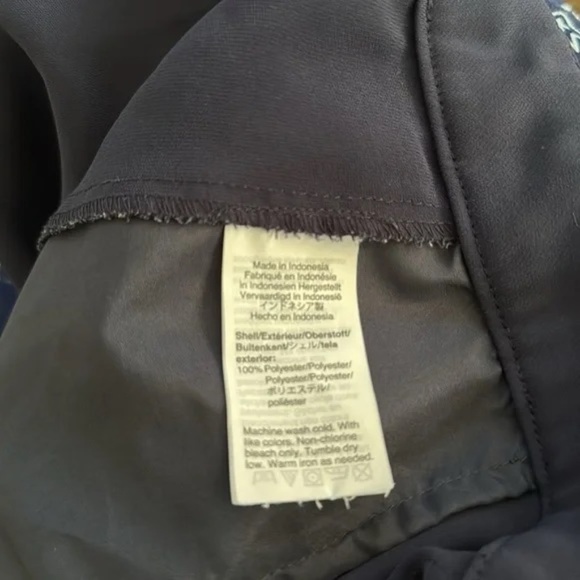 Made in Indonesia
Fabriqué en Indonésie
in Indonesien Hergestellt
Vervaardigd in Indonesië
インドネシア製
Hecho en Indonesia
Shell/Extérieur/Oberstoff/
Buitenkant/シェル/tela
exterior:
100% Polyester/Polyester/
Polyester/Polyester/
ポリエステル/
poliéster
Machine wash cold. With
like colors. Non-chlorine
bleach only. Tumble dry
low. Warm iron as needed.